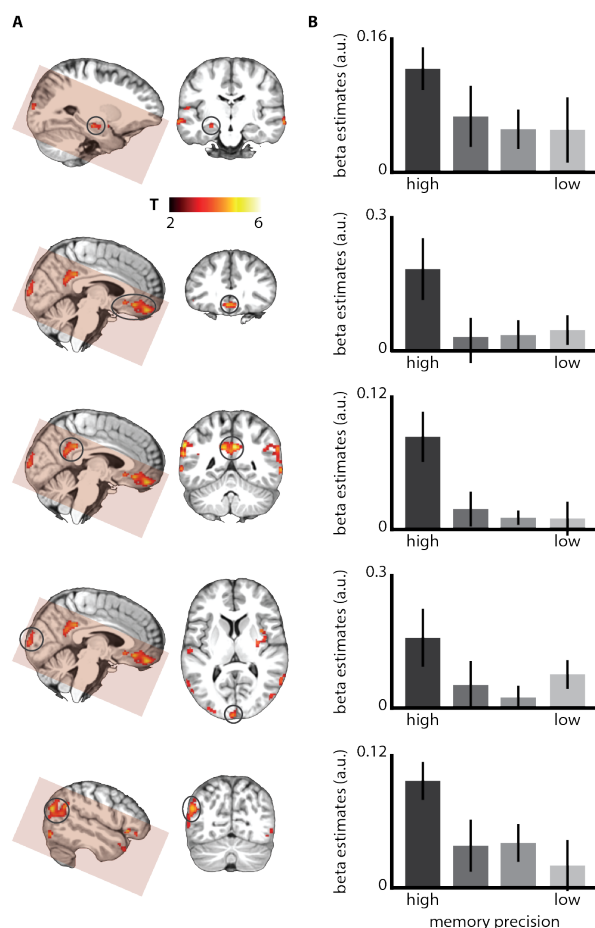 A
B
T
2
6
0.16
beta estimates (a.u.)
0
high
low
0.3
beta estimates (a.u.)
0
high
low
0.12
beta estimates (a.u.)
0
high
low
0.3
beta estimates (a.u.)
0
high
low
0.12
beta estimates (a.u.)
0
high
low
memory precision